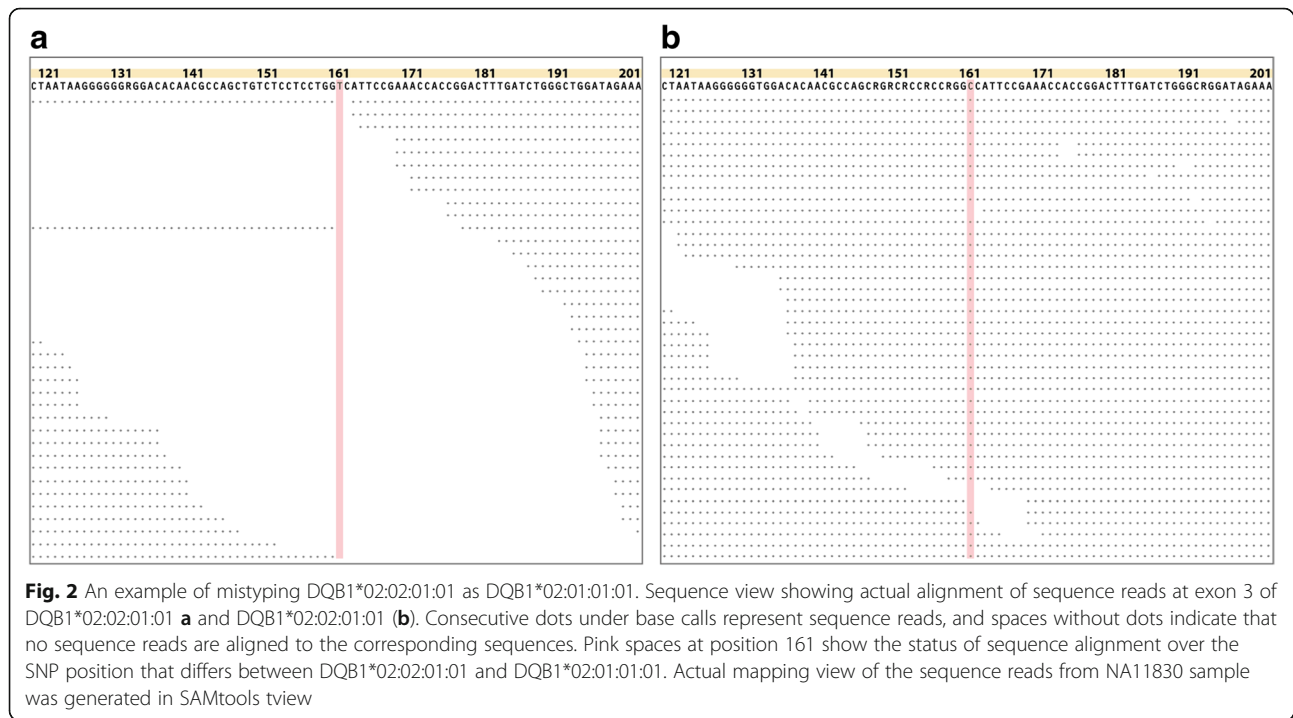 a
121 131 141 151 161 171 181 191 201
CTAATAAGGGGGGRGGACACAACGCCAGCTGTCTCCTCCTGGTCATTCCGAAACCACCGGACTTTGATCTGGGCTGGATAGAAA
b
121 131 141 151 161 171 181 191 201
CTAATAAGGGGGGTGGACACAACGCCAGCRGRCRCCRCCRGGCCATTCCGAAACCACCGGACTTTGATCTGGGCRGGATAGAAA
Fig. 2 An example of mistyping DQB1*02:02:01:01 as DQB1*02:01:01:01. Sequence view showing actual alignment of sequence reads at exon 3 of
DQB1*02:02:01:01 a and DQB1*02:02:01:01 (b). Consecutive dots under base calls represent sequence reads, and spaces without dots indicate that
no sequence reads are aligned to the corresponding sequences. Pink spaces at position 161 show the status of sequence alignment over the
SNP position that differs between DQB1*02:02:01:01 and DQB1*02:01:01:01. Actual mapping view of the sequence reads from NA11830 sample
was generated in SAMtools tview